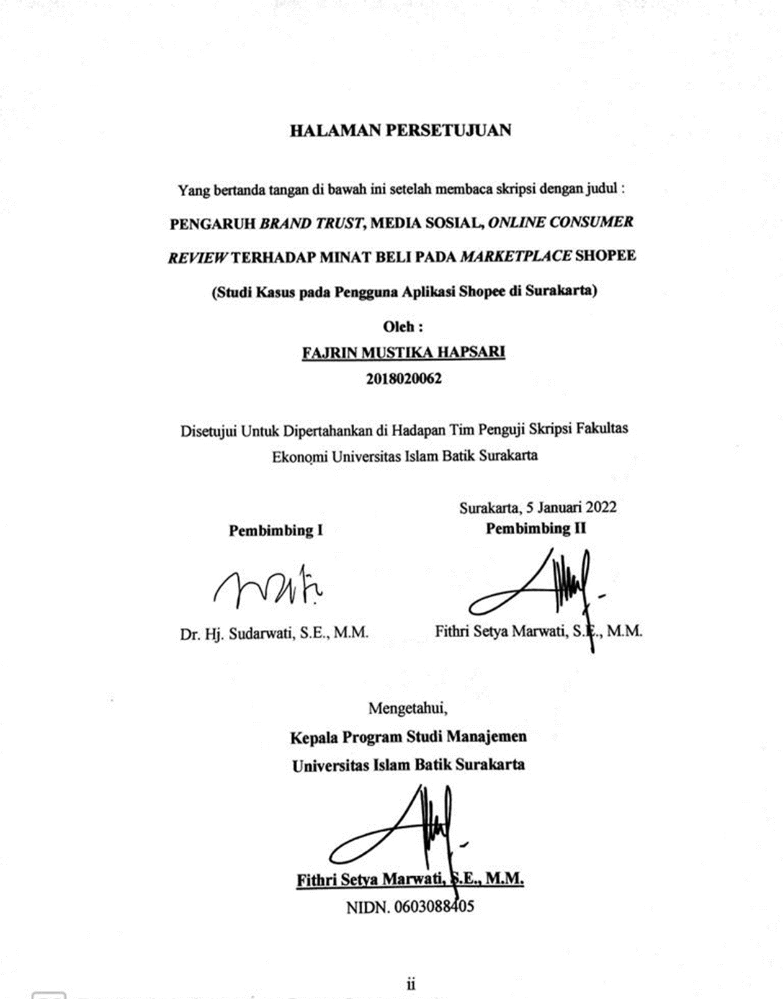 HALAMAN PERSETUJUAN
Yang bertanda tangan di bawah ini setelah membaca skripsi dengan judul :
PENGARUH BRAND TRUST, MEDIA SOSIAL, ONLINE CONSUMER
REVIEW TERHADAP MINAT BELI PADA MARKETPLACE SHOPEE
(Studi Kasus pada Pengguna Aplikasi Shopee di Surakarta)
Oleh :
FAJRIN MUSTIKA HAPSARI
2018020062
Disetujui Untuk Dipertahankan di Hadapan Tim Penguji Skripsi Fakultas
Ekonomi Universitas Islam Batik Surakarta
Surakarta, 5 Januari 2022
Pembimbing I
Pembimbing II
Dr. Hj. Sudarwati, S.E., M.M.
Fithri Setya Marwati, S.E., M.M.
Mengetahui,
Kepala Program Studi Manajemen
Universitas Islam Batik Surakarta
Fithri Setya Marwati, S.E., M.M.
NIDN. 0603088405
ii